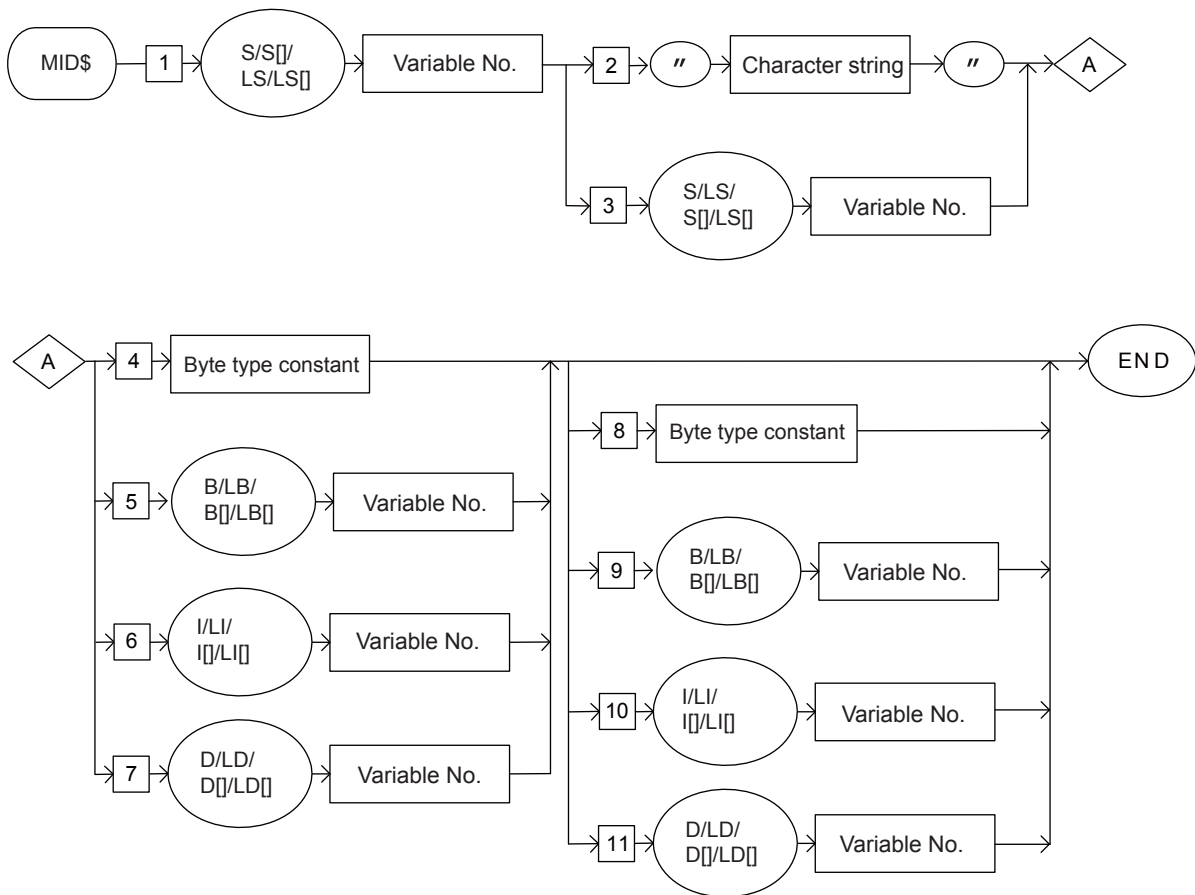 MID$
1
S/S[]/
LS/LS[]
Variable No.
2
"
Character string
"
A
3
S/LS/
S[]/LS[]
Variable No.
A
4
Byte type constant
END
8
Byte type constant
5
B/LB/
B[]/LB[]
Variable No.
9
B/LB/
B[]/LB[]
Variable No.
6
I/LI/
I[]/LI[]
Variable No.
10
I/LI/
I[]/LI[]
Variable No.
7
D/LD/
D[]/LD[]
Variable No.
11
D/LD/
D[]/LD[]
Variable No.